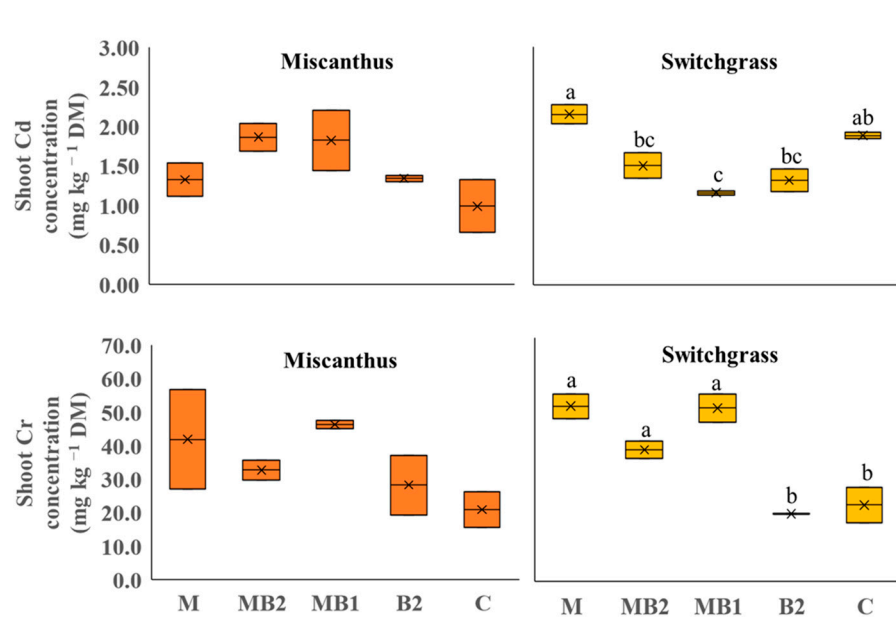 Miscanthus
Switchgrass
Shoot Cd
concentration
(mg kg⁻¹ DM)
3.00
2.50
2.00
1.50
1.00
0.50
0.00
a
bc
c
bc
ab
Miscanthus
Switchgrass
Shoot Cr
concentration
(mg kg⁻¹ DM)
70.0
60.0
50.0
40.0
30.0
20.0
10.0
0.0
a
a
a
b
b
M MB2 MB1 B2 C
M MB2 MB1 B2 C